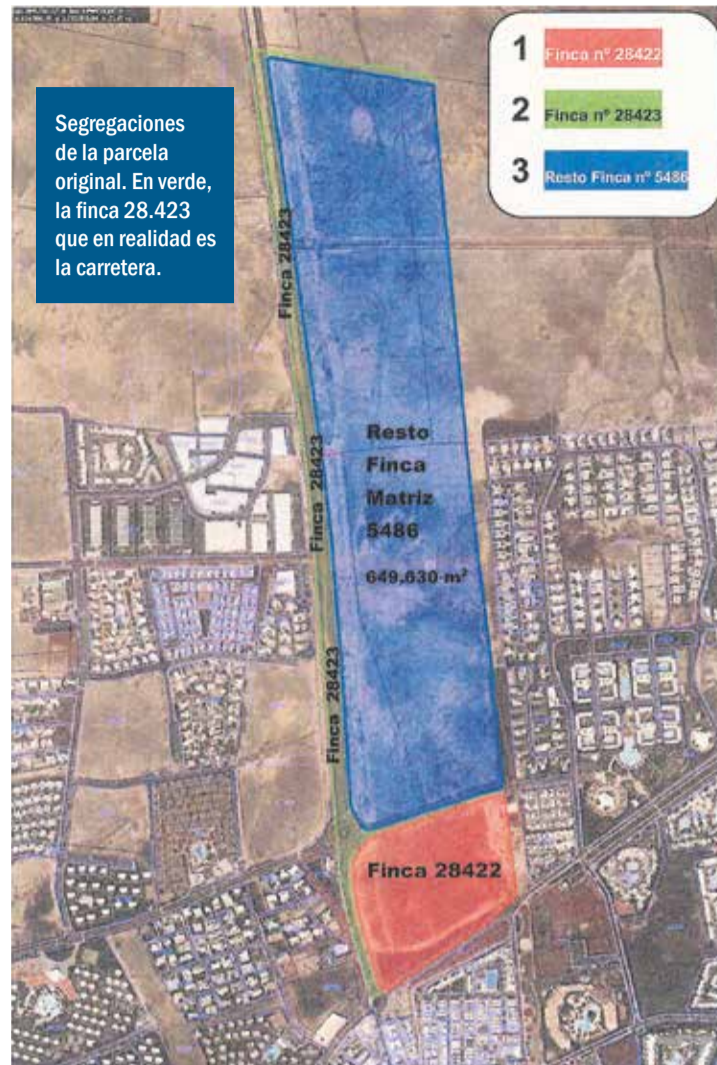 Segregaciones
de la parcela
original. En verde,
la finca 28.423
que en realidad es
la carretera.
1 Finca nº 28422
2 Finca nº 28423
3 Resto Finca nº 5486
Finca 28423
Resto
Finca
Matriz
5486
649.630 m²
Finca 28423
Finca 28423
Finca 28422